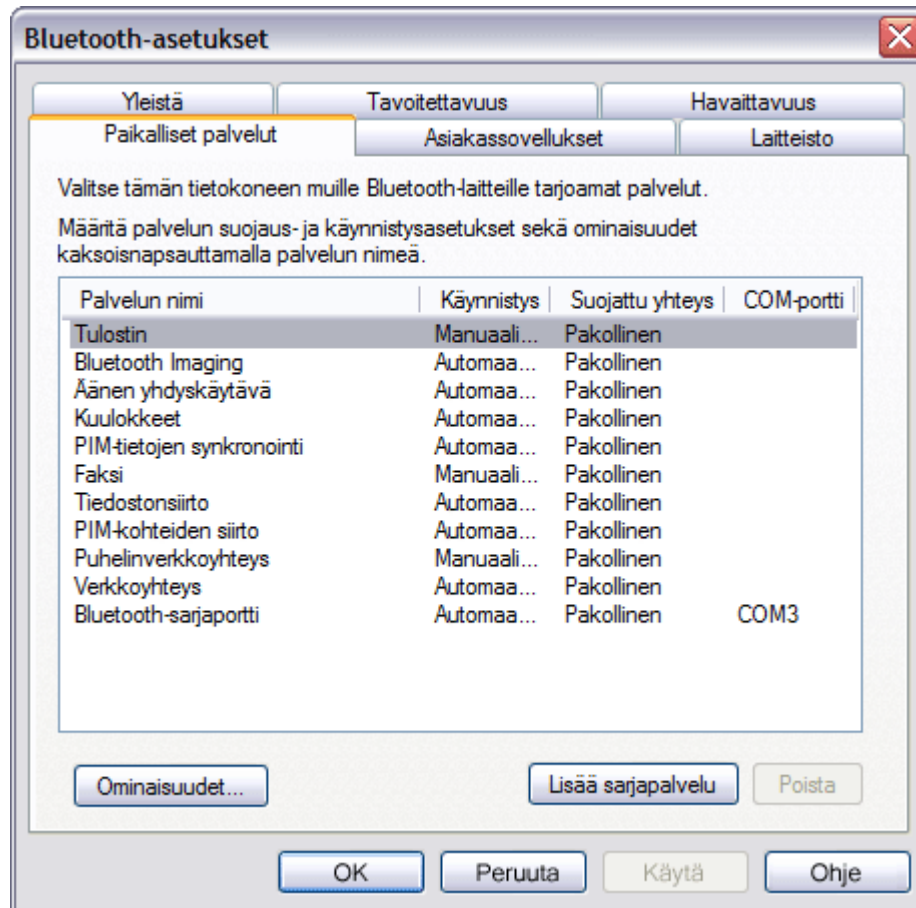 Bluetooth-asetukset
Yleistä Tavoitettavuus Havaittavuus
Paikalliset palvelut Asiakassovellukset Laitteisto
Valitse tämän tietokoneen muille Bluetooth-laitteille tarjoamat palvelut.
Määritä palvelun suojaus- ja käynnistysasetukset sekä ominaisuudet
kaksoisnapsauttamalla palvelun nimeä.
Palvelun nimi Käynnistys Suojattu yhteys COM-portti
Tulostin Manuaali... Pakollinen
Bluetooth Imaging Automaa... Pakollinen
Äänen yhdyskäytävä Automaa... Pakollinen
Kuulokkeet Automaa... Pakollinen
PIM-tietojen synkronointi Automaa... Pakollinen
Faksi Manuaali... Pakollinen
Tiedostonsiirto Automaa... Pakollinen
PIM-kohteiden siirto Automaa... Pakollinen
Puhelinverkkoyhteys Manuaali... Pakollinen
Verkkoyhteys Automaa... Pakollinen
Bluetooth-sarjaportti Automaa... Pakollinen COM3
Ominaisuudet... Lisää sarjapalvelu Poista
OK Peruuta Käytä Ohje